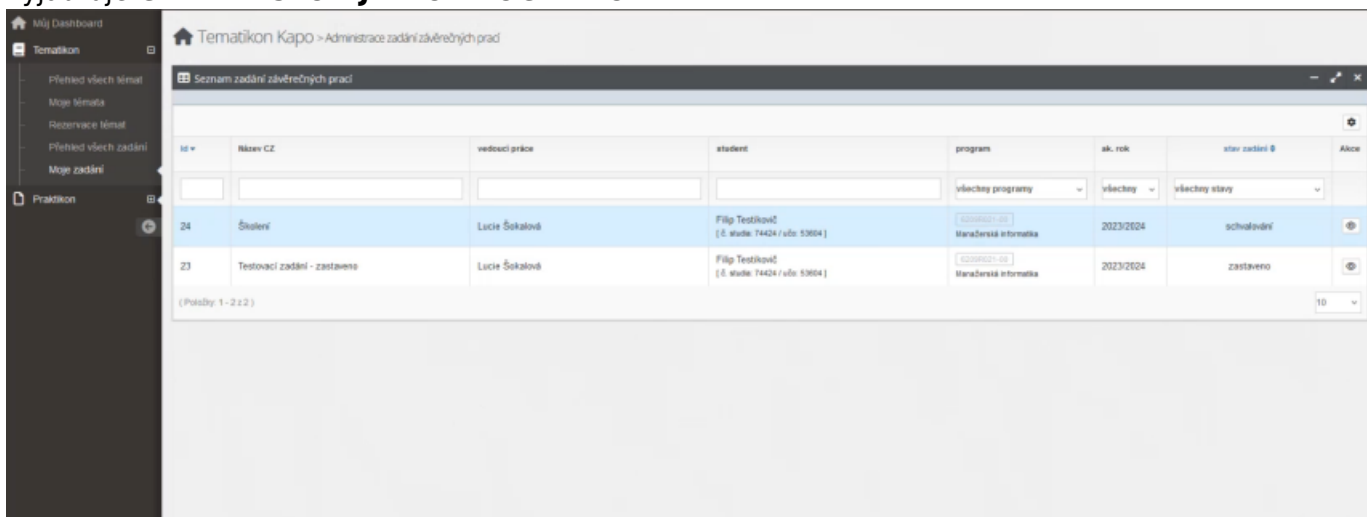 Můj Dashboard
Tematikon
Přehled všech témat
Moje témata
Rezervace témat
Přehled všech zadání
Moje zadání
Praktikon
Tematikon Kapo > Administrace zadání závěrečných prací
Seznam zadání závěrečných prací
Id Název CZ vedoucí práce student program ak. rok stav zadání Akce
všechny programy všechny všechny stavy
24 Školení Lucie Šokalová Filip Testikovič Manažerská informatika 2023/2024 schvalování
[ č. studie: 74424 / učo: 53604 ]
23 Testovací zadání - zastaveno Lucie Šokalová Filip Testikovič Manažerská informatika 2023/2024 zastaveno
[ č. studie: 74424 / učo: 53604 ]
( Položky: 1 - 2 z 2 ) 10